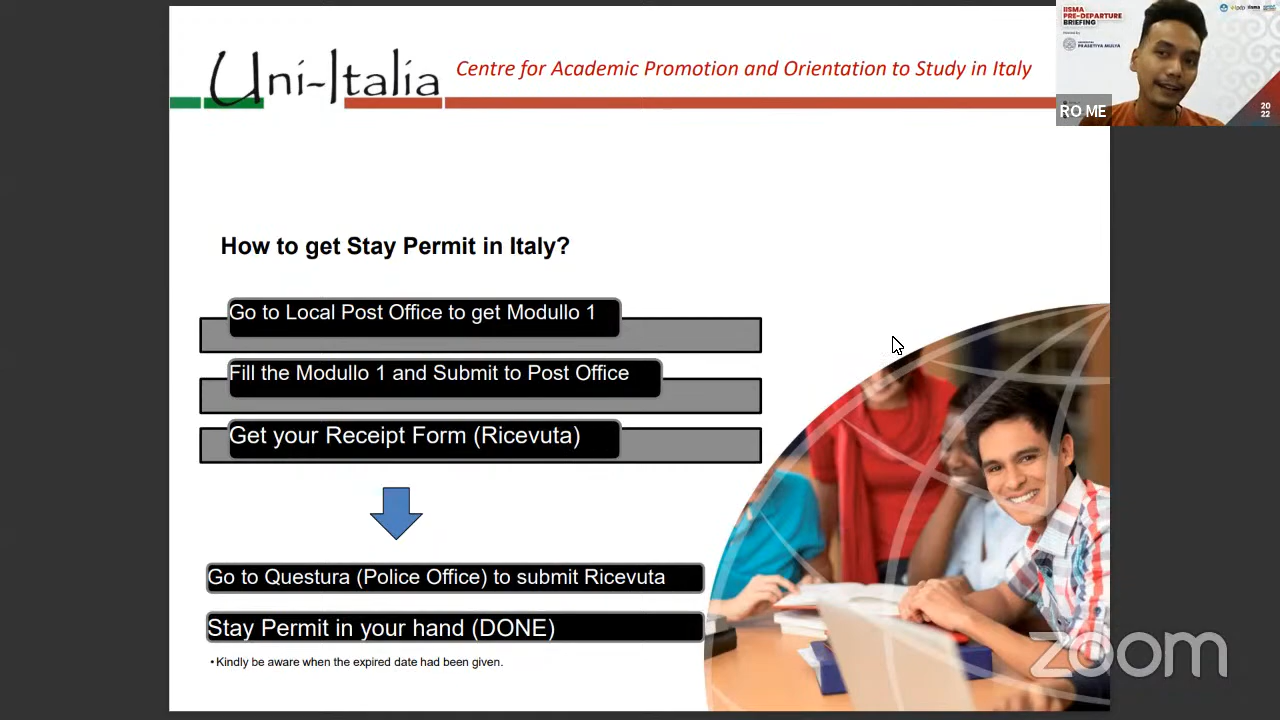 Uni-Italia
Centre for Academic Promotion and Orientation to Study in Italy
IISMA
PRE-DEPARTURE
BRIEFING
PRASETIYA MULYA
RO ME
20
22
How to get Stay Permit in Italy?
Go to Local Post Office to get Modullo 1
Fill the Modullo 1 and Submit to Post Office
Get your Receipt Form (Ricevuta)
Go to Questura (Police Office) to submit Ricevuta
Stay Permit in your hand (DONE)
• Kindly be aware when the expired date had been given.
zoom